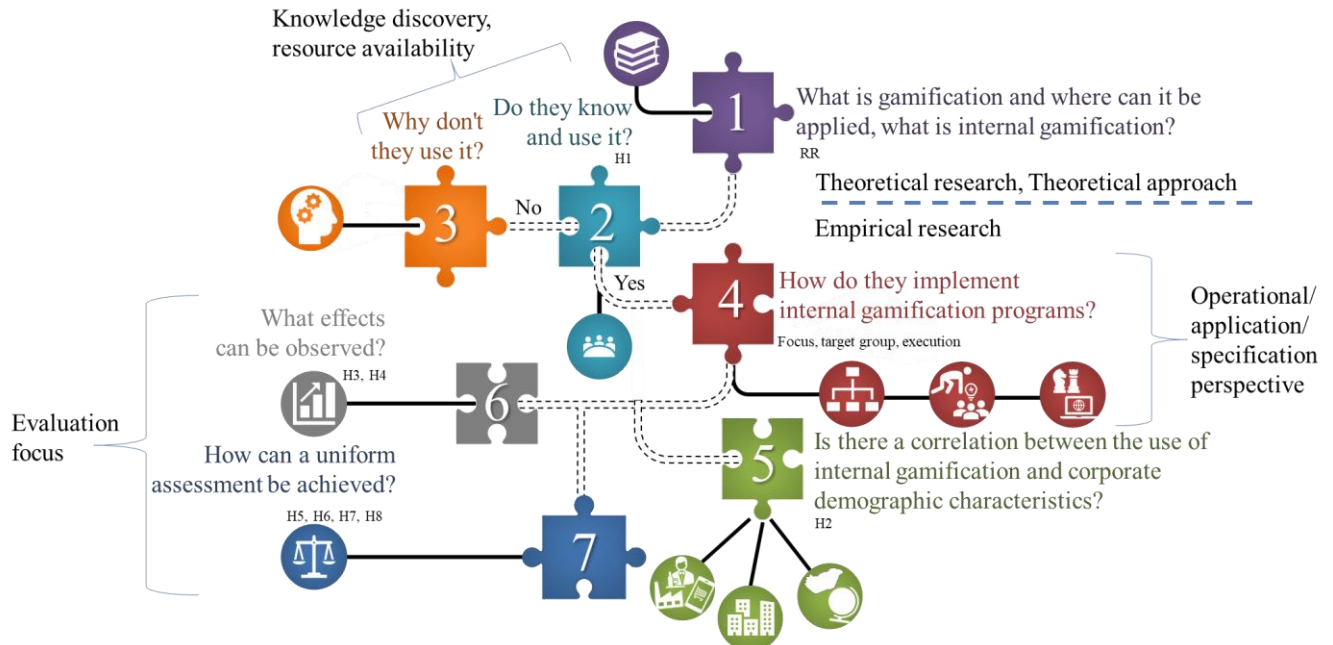 Knowledge discovery,
resource availability
1
What is gamification and where can it be
applied, what is internal gamification?
RR
Do they know
and use it?
H1
Why don't
they use it?
Theoretical research, Theoretical approach
Empirical research
3
No
2
Yes
4
How do they implement
internal gamification programs?
Focus, target group, execution
Operational/
application/
specification
perspective
What effects
can be observed?
H3, H4
6
Evaluation
focus
5
Is there a correlation between the use of
internal gamification and corporate
demographic characteristics?
H2
How can a uniform
assessment be achieved?
H5, H6, H7, H8
7